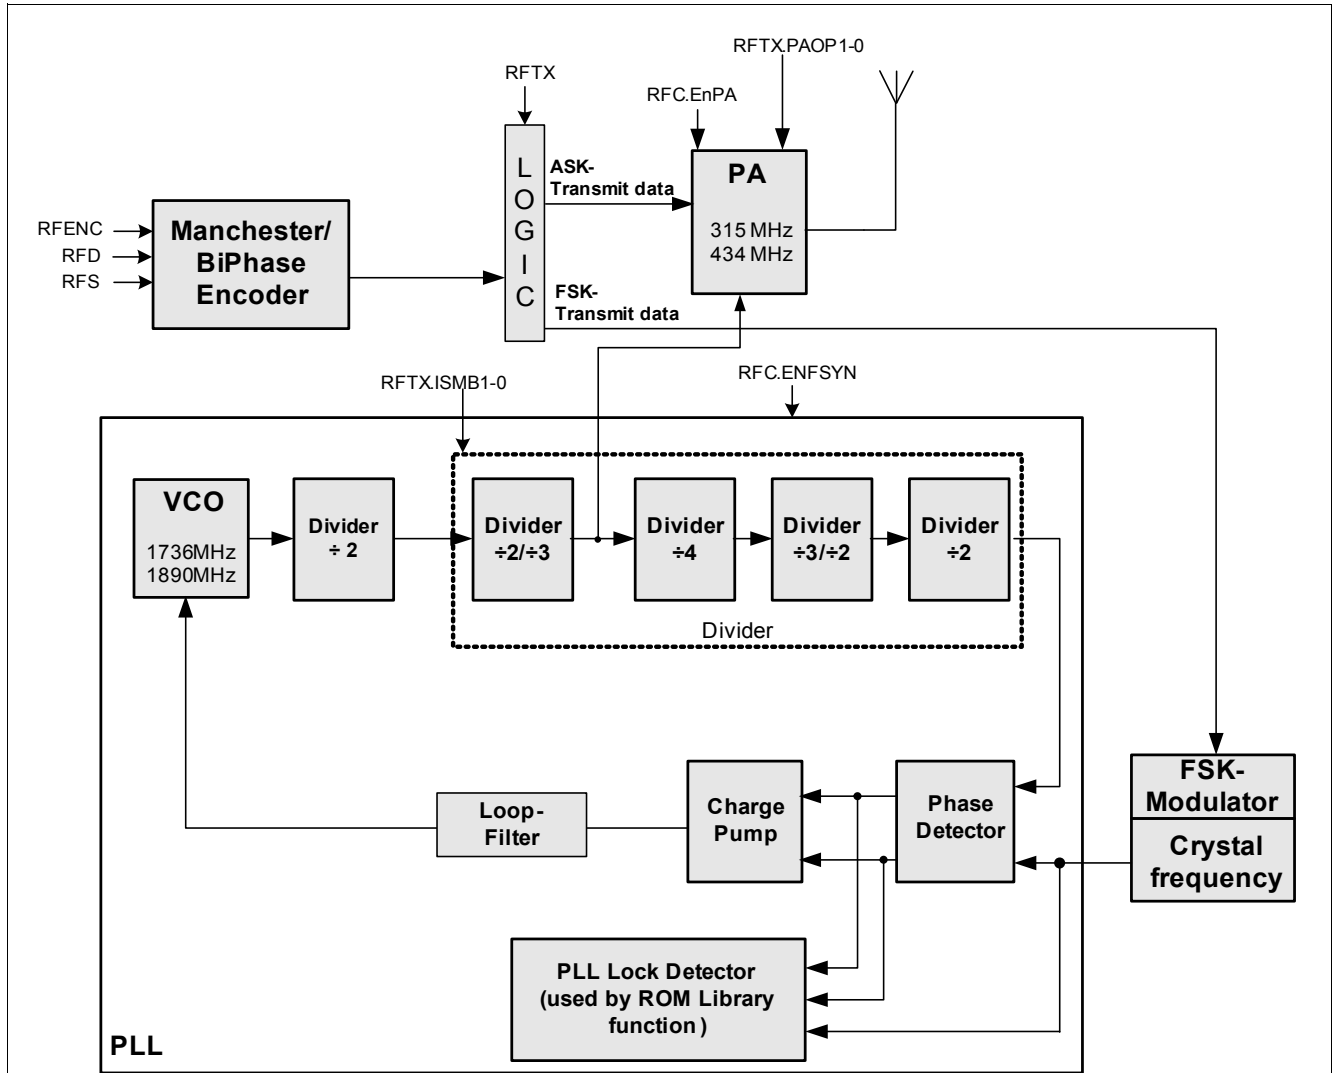 RFTX.PAOP1-0
RFTX
RFC.EnPA
LOGIC
ASK-
Transmit data
PA
315 MHz
434 MHz
RFENC
RFD
RFS
Manchester/
BiPhase
Encoder
FSK-
Transmit data
RFTX.ISMB1-0
RFC.ENFSYN
VCO
1736MHz
1890MHz
Divider
÷ 2
Divider
÷2/÷3
Divider
÷4
Divider
÷3/÷2
Divider
÷2
Divider
Loop-
Filter
Charge
Pump
Phase
Detector
FSK-
Modulator
Crystal
frequency
PLL Lock Detector
(used by ROM Library
function)
PLL